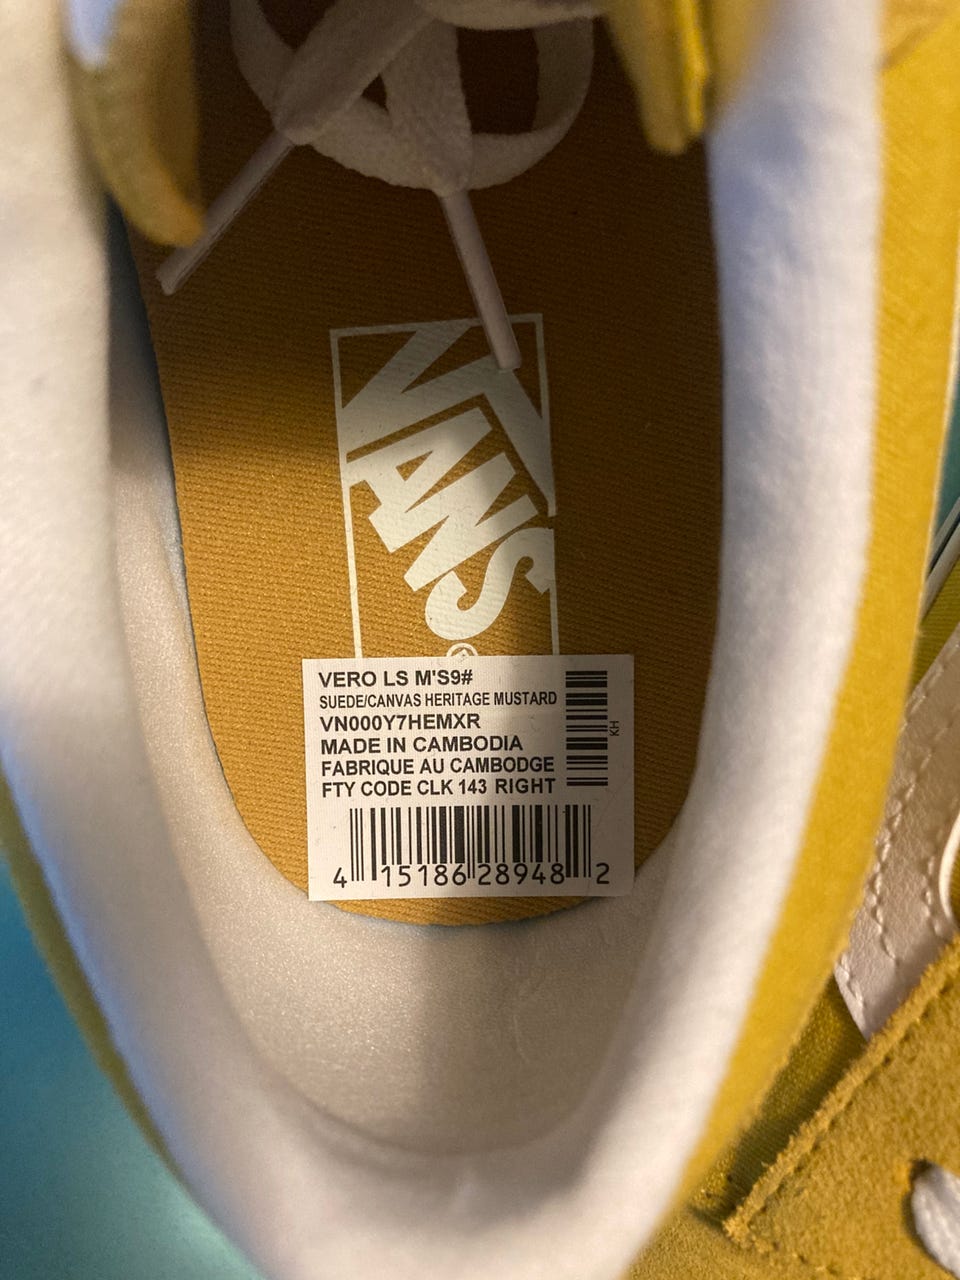 VANS
®
VERO LS M'S9#
SUEDE/CANVAS HERITAGE MUSTARD
VN000Y7HEMXR
MADE IN CAMBODIA
FABRIQUE AU CAMBODGE
FTY CODE CLK 143 RIGHT
KH
4 15186 28948 2